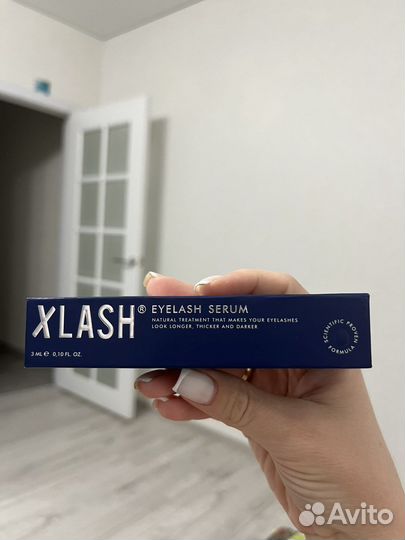 XLASH® EYELASH SERUM
NATURAL TREATMENT THAT MAKES YOUR EYELASHES
LOOK LONGER, THICKER AND DARKER
3 ML ℮ 0,10 FL. OZ.
SCIENTIFIC PROVEN
FORMULA
Avito